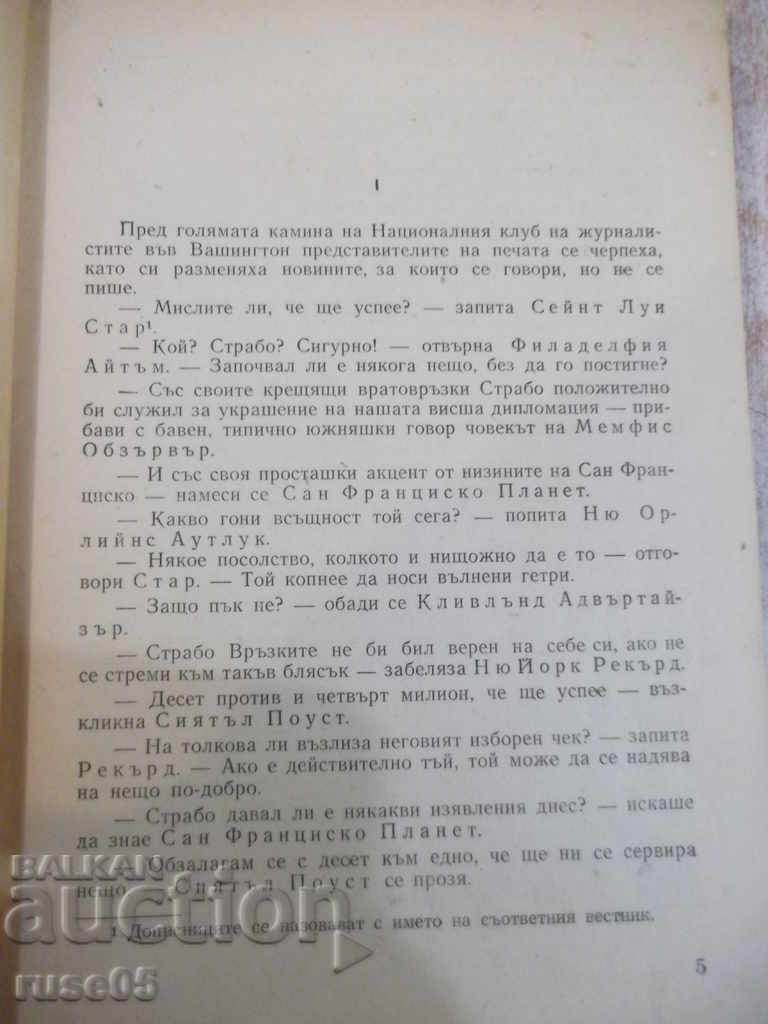 I
Пред голямата камина на Националния клуб на журнали-
стите във Вашингтон представителите на печата се черпеха,
като си разменяха новините, за които се говори, но не се
пише.
— Мислите ли, че ще успее? — запита Сейнт Луи
Стар¹.
— Кой? Страбо? Сигурно! — отвърна Филаделфия
Айтъм. — Започвал ли е някога нещо, без да го постигне?
— Със своите крещящи вратовръзки Страбо положително
би служил за украшение на нашата висша дипломация — при-
бави с бавен, типично южняшки говор човекът на Мемфис
Обзървър.
— И със своя просташки акцент от низините на Сан Фран-
циско — намеси се Сан Франциско Планет.
— Какво гони всъщност той сега? — попита Ню Ор-
лийнс Аутлук.
— Някое посолство, колкото и нищожно да е то — отго-
вори Стар. — Той копнее да носи вълнени гетри.
— Защо пък не? — обади се Кливлънд Адвъртай-
зър.
— Страбо Връзките не би бил верен на себе си, ако не
се стреми към такъв блясък — забеляза Ню Йорк Рекърд.
— Десет против и четвърт милион, че ще успее — въз-
кликна Сиятъл Поуст.
— На толкова ли възлиза неговият изборен чек? — запита
Рекърд. — Ако е действително тъй, той може да се надява
на нещо по-добро.
— Страбо давал ли е някакви изявления днес? — искаше
да знае Сан Франциско Планет.
— Обзалагам се с десет към едно, че ще ни се сервира
нещо — Сиятъл Поуст се прозя.
1 Дописниците се назовават с името на съответния вестник.
5
BALKAN
auction
ruse05